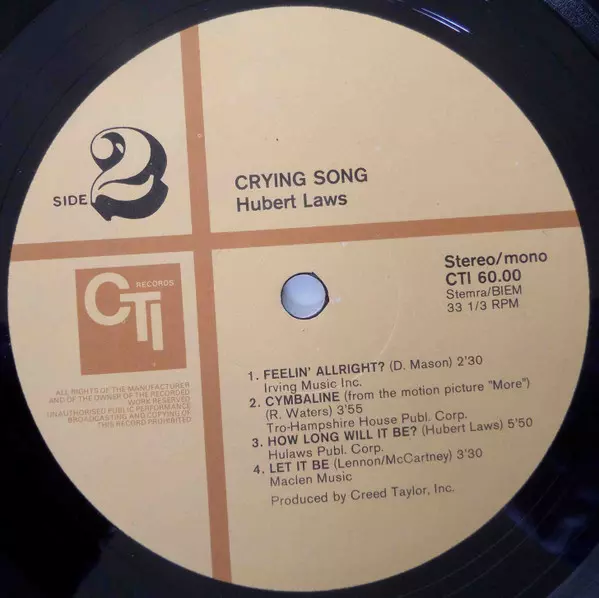 SIDE 2
CRYING SONG
Hubert Laws
CTI RECORDS
ALL RIGHTS OF THE MANUFACTURER
AND OF THE OWNER OF THE RECORDED
WORK RESERVED
UNAUTHORISED PUBLIC PERFORMANCE
BROADCASTING AND COPYING OF
THIS RECORD PROHIBITED
Stereo/mono
CTI 60.00
Stemra/BIEM
33 1/3 RPM
1. FEELIN' ALLRIGHT? (D. Mason) 2'30
Irving Music Inc.
2. CYMBALINE (from the motion picture "More")
(R. Waters) 3'55
Tro-Hampshire House Publ. Corp.
3. HOW LONG WILL IT BE? (Hubert Laws) 5'50
Hulaws Publ. Corp.
4. LET IT BE (Lennon/McCartney) 3'30
Maclen Music
Produced by Creed Taylor, Inc.